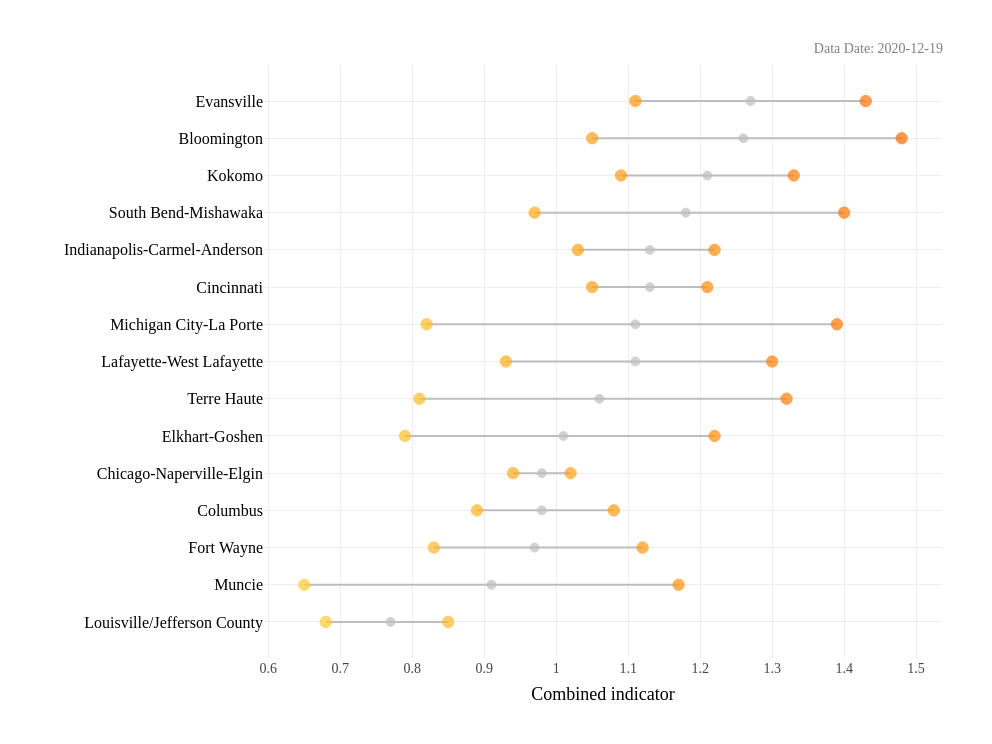 Data Date: 2020-12-19
Evansville
Bloomington
Kokomo
South Bend-Mishawaka
Indianapolis-Carmel-Anderson
Cincinnati
Michigan City-La Porte
Lafayette-West Lafayette
Terre Haute
Elkhart-Goshen
Chicago-Naperville-Elgin
Columbus
Fort Wayne
Muncie
Louisville/Jefferson County
0.6 0.7 0.8 0.9 1 1.1 1.2 1.3 1.4 1.5
Combined indicator